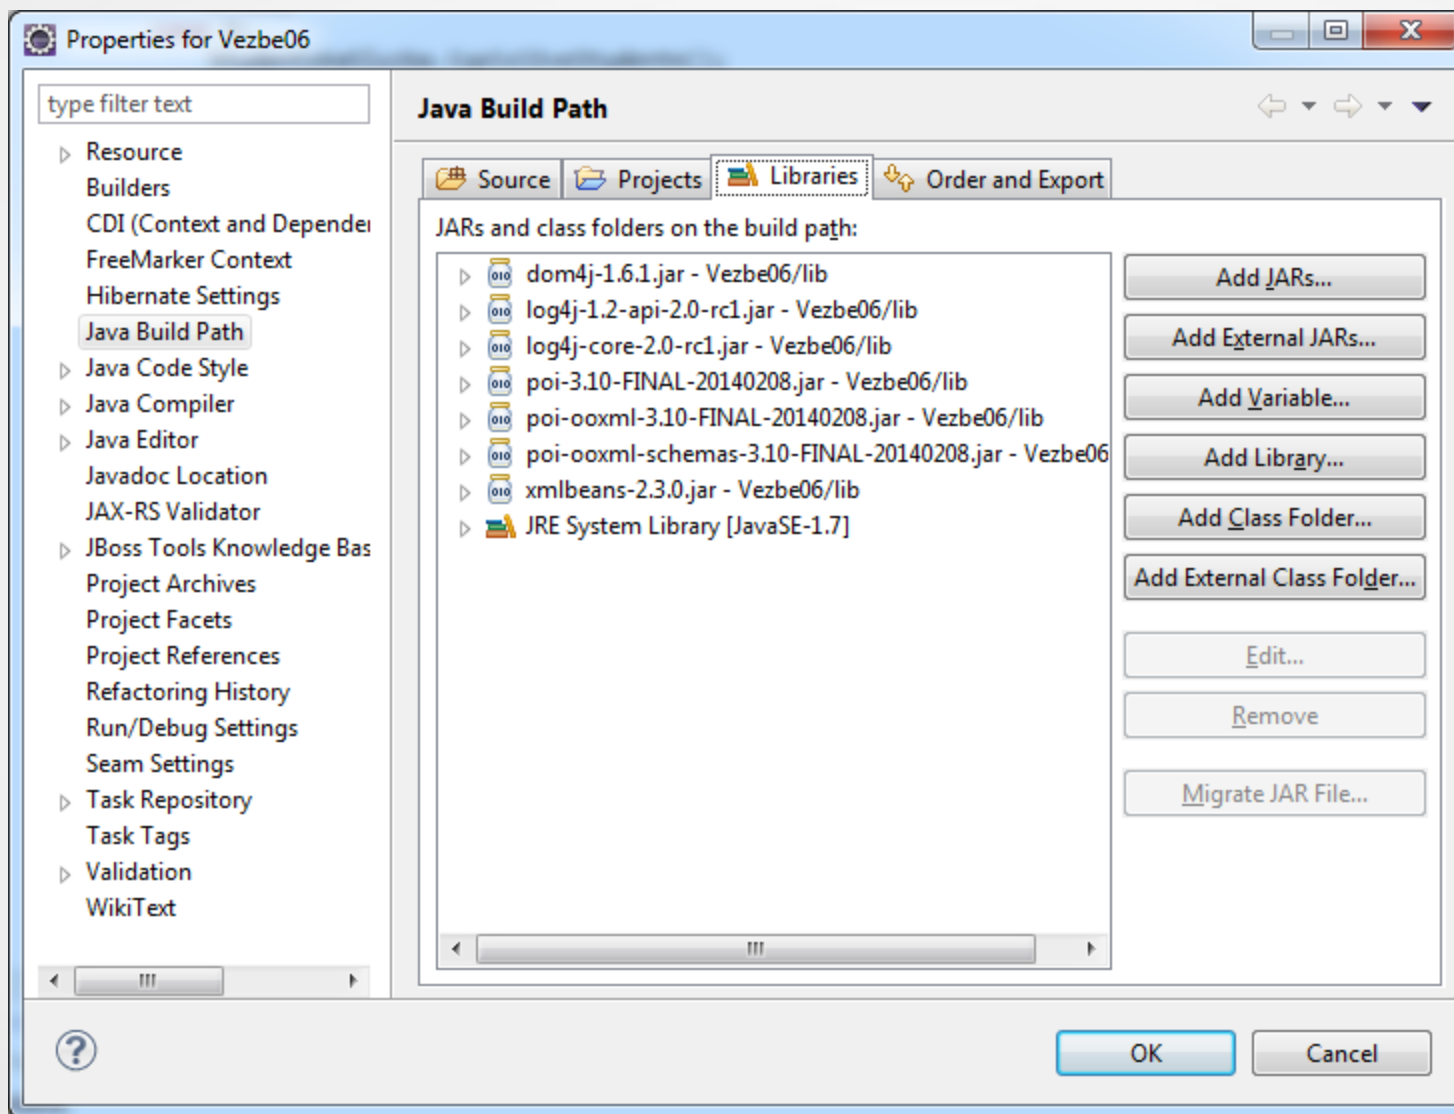 Properties for Vezbe06
type filter text
Resource
Builders
CDI (Context and Depender
FreeMarker Context
Hibernate Settings
Java Build Path
Java Code Style
Java Compiler
Java Editor
Javadoc Location
JAX-RS Validator
JBoss Tools Knowledge Bas
Project Archives
Project Facets
Project References
Refactoring History
Run/Debug Settings
Seam Settings
Task Repository
Task Tags
Validation
WikiText
Java Build Path
Source Projects Libraries Order and Export
JARs and class folders on the build path:
dom4j-1.6.1.jar - Vezbe06/lib
log4j-1.2-api-2.0-rc1.jar - Vezbe06/lib
log4j-core-2.0-rc1.jar - Vezbe06/lib
poi-3.10-FINAL-20140208.jar - Vezbe06/lib
poi-ooxml-3.10-FINAL-20140208.jar - Vezbe06/lib
poi-ooxml-schemas-3.10-FINAL-20140208.jar - Vezbe06
xmlbeans-2.3.0.jar - Vezbe06/lib
JRE System Library [JavaSE-1.7]
Add JARs...
Add External JARs...
Add Variable...
Add Library...
Add Class Folder...
Add External Class Folder...
Edit...
Remove
Migrate JAR File...
OK
Cancel